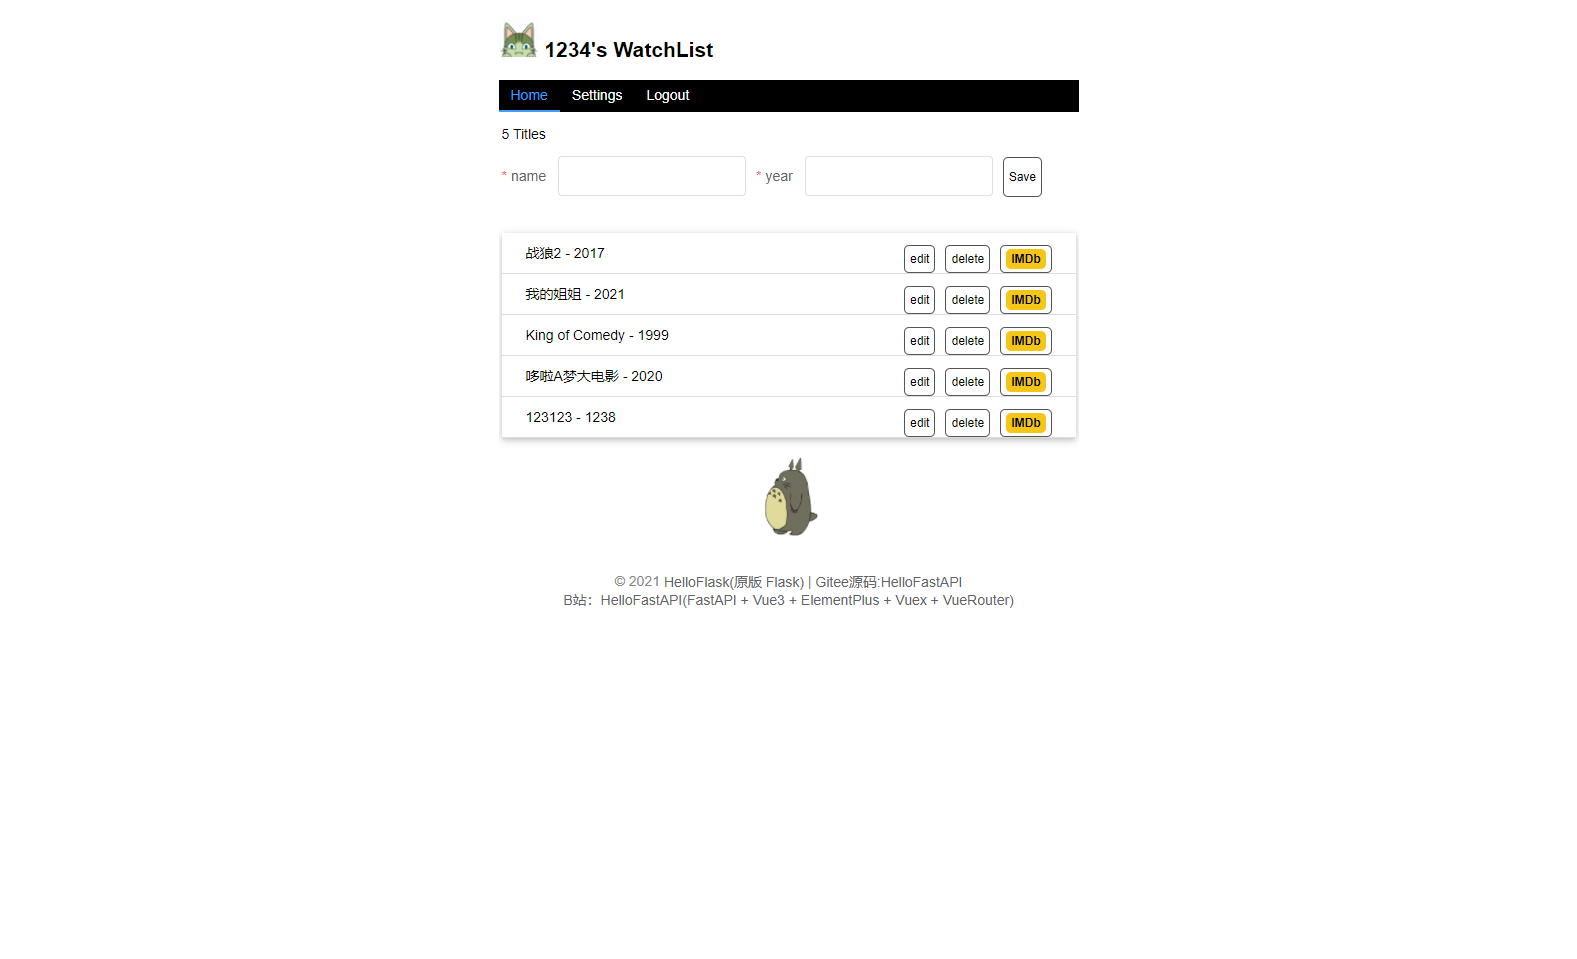 1234's WatchList
Home Settings Logout
5 Titles
* name * year Save
战狼2 - 2017 edit delete IMDb
我的姐姐 - 2021 edit delete IMDb
King of Comedy - 1999 edit delete IMDb
哆啦A梦大电影 - 2020 edit delete IMDb
123123 - 1238 edit delete IMDb
© 2021 HelloFlask(原版 Flask) | Gitee源码:HelloFastAPI
B站：HelloFastAPI(FastAPI + Vue3 + ElementPlus + Vuex + VueRouter)